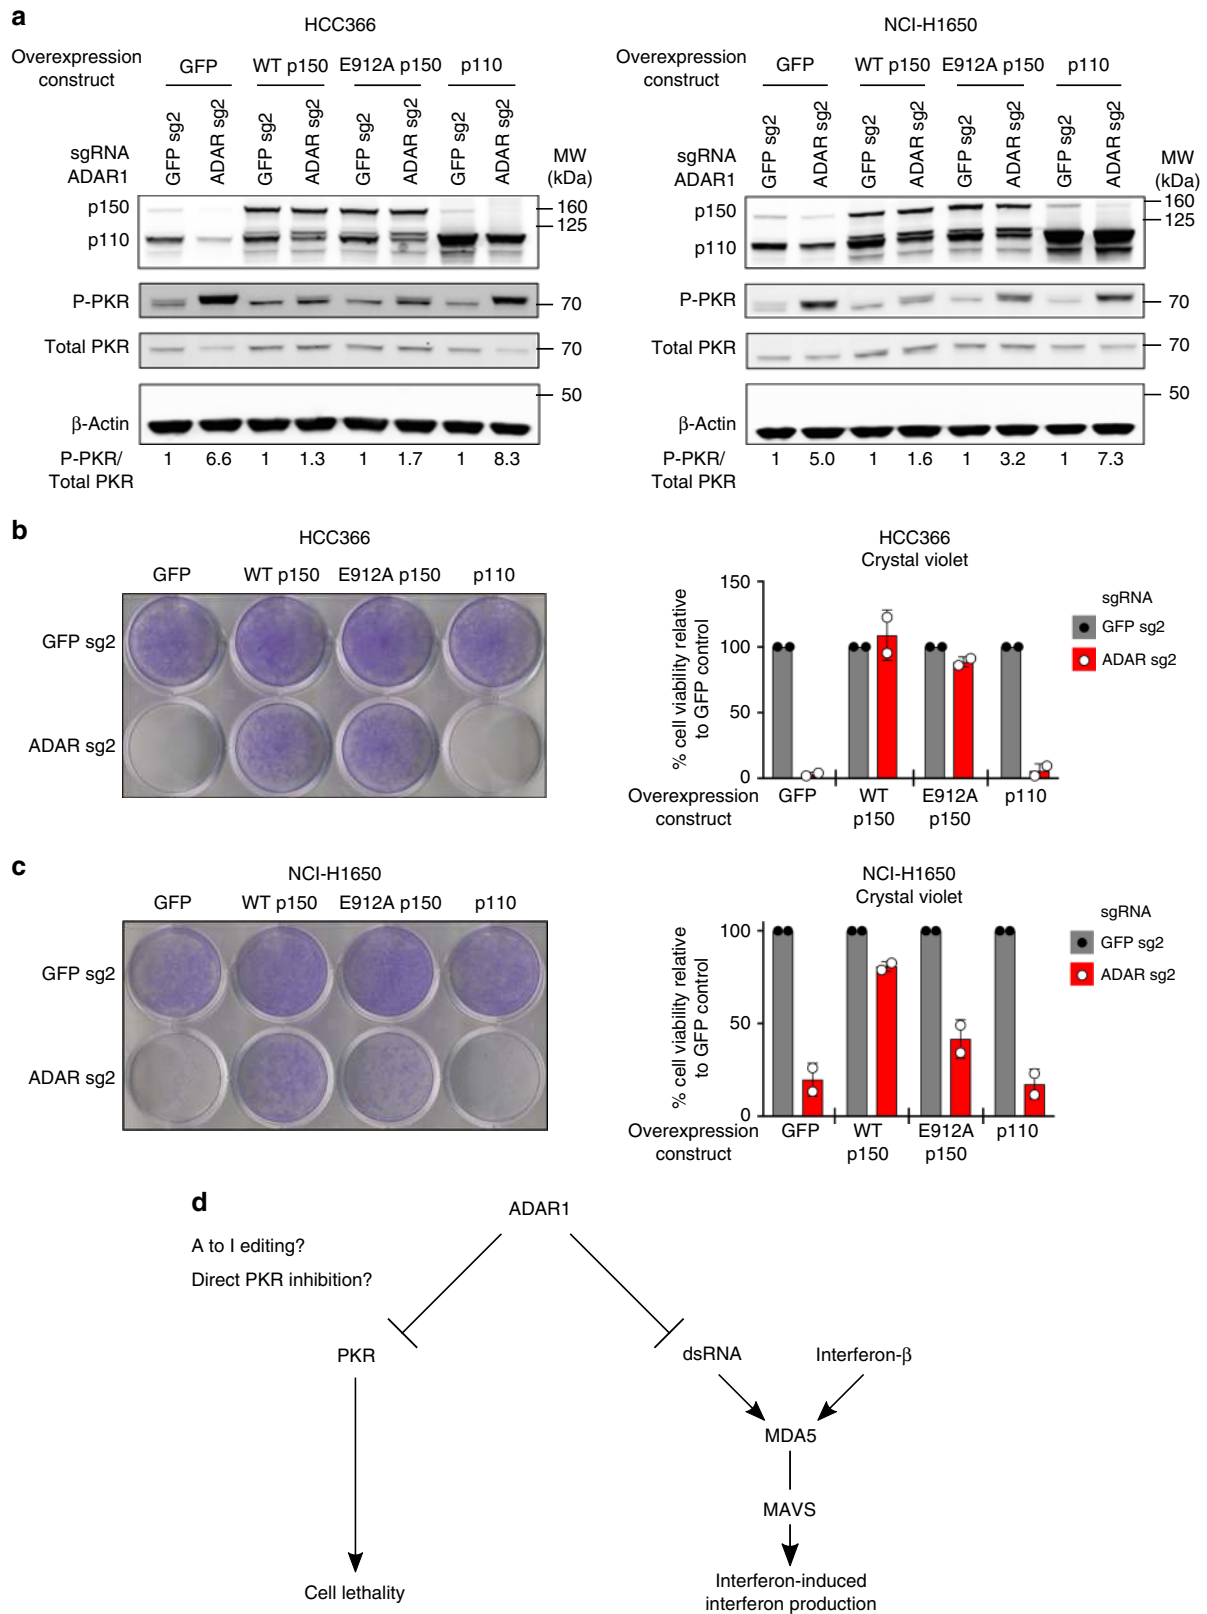 a
HCC366
Overexpression construct
GFP WT p150 E912A p150 p110
sgRNA
GFP sg2 ADAR sg2 GFP sg2 ADAR sg2 GFP sg2 ADAR sg2 GFP sg2 ADAR sg2
ADAR1
MW (kDa)
p150
160
125
p110
P-PKR
70
Total PKR
70
50
β-Actin
P-PKR/ Total PKR
1 6.6 1 1.3 1 1.7 1 8.3
NCI-H1650
Overexpression construct
GFP WT p150 E912A p150 p110
sgRNA
GFP sg2 ADAR sg2 GFP sg2 ADAR sg2 GFP sg2 ADAR sg2 GFP sg2 ADAR sg2
ADAR1
MW (kDa)
p150
160
125
p110
P-PKR
70
Total PKR
70
50
β-Actin
P-PKR/ Total PKR
1 5.0 1 1.6 1 3.2 1 7.3
b
HCC366
GFP WT p150 E912A p150 p110
GFP sg2
ADAR sg2
HCC366
Crystal violet
% cell viability relative to GFP control
150
100
50
0
sgRNA
GFP sg2
ADAR sg2
Overexpression construct
GFP WT p150 E912A p150 p110
c
NCI-H1650
GFP WT p150 E912A p150 p110
GFP sg2
ADAR sg2
NCI-H1650
Crystal violet
% cell viability relative to GFP control
100
50
0
sgRNA
GFP sg2
ADAR sg2
Overexpression construct
GFP WT p150 E912A p150 p110
d
ADAR1
A to I editing?
Direct PKR inhibition?
PKR
dsRNA
Interferon-β
MDA5
MAVS
Cell lethality
Interferon-induced
interferon production